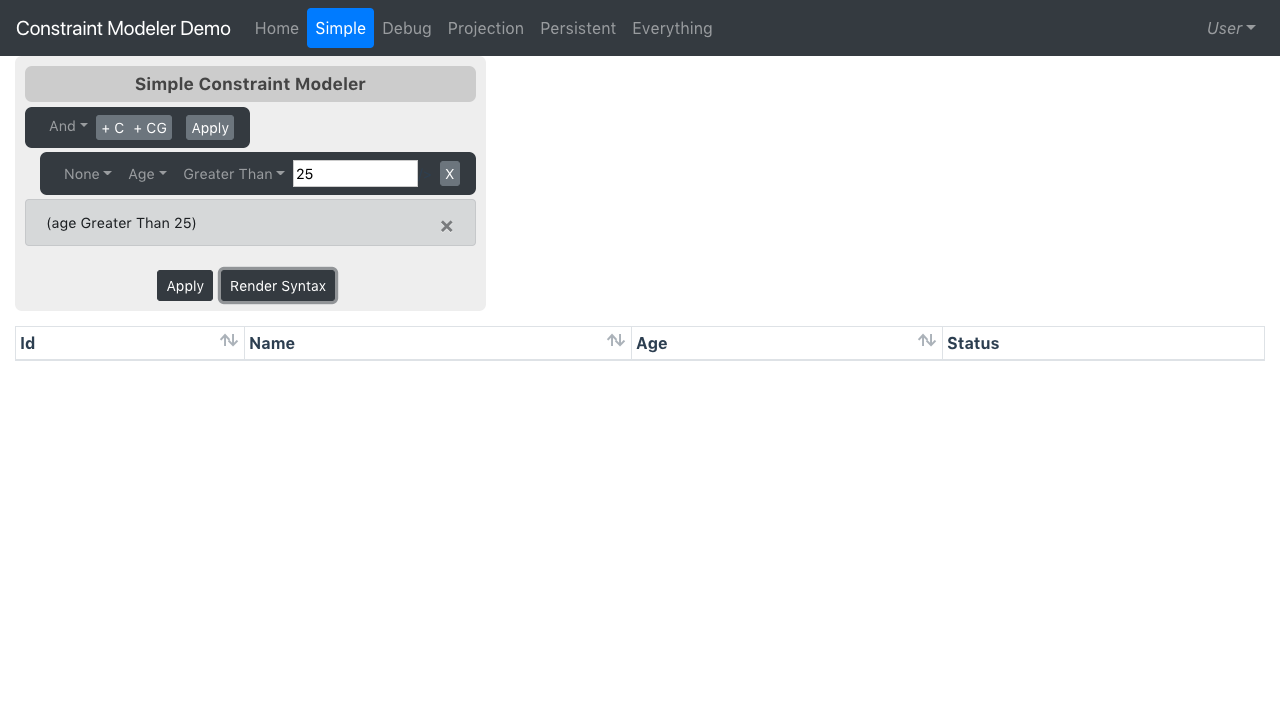 Constraint Modeler Demo Home Simple Debug Projection Persistent Everything User
Simple Constraint Modeler
And + C + CG Apply
None Age Greater Than 25 X
(age Greater Than 25) ×
Apply Render Syntax
Id Name Age Status